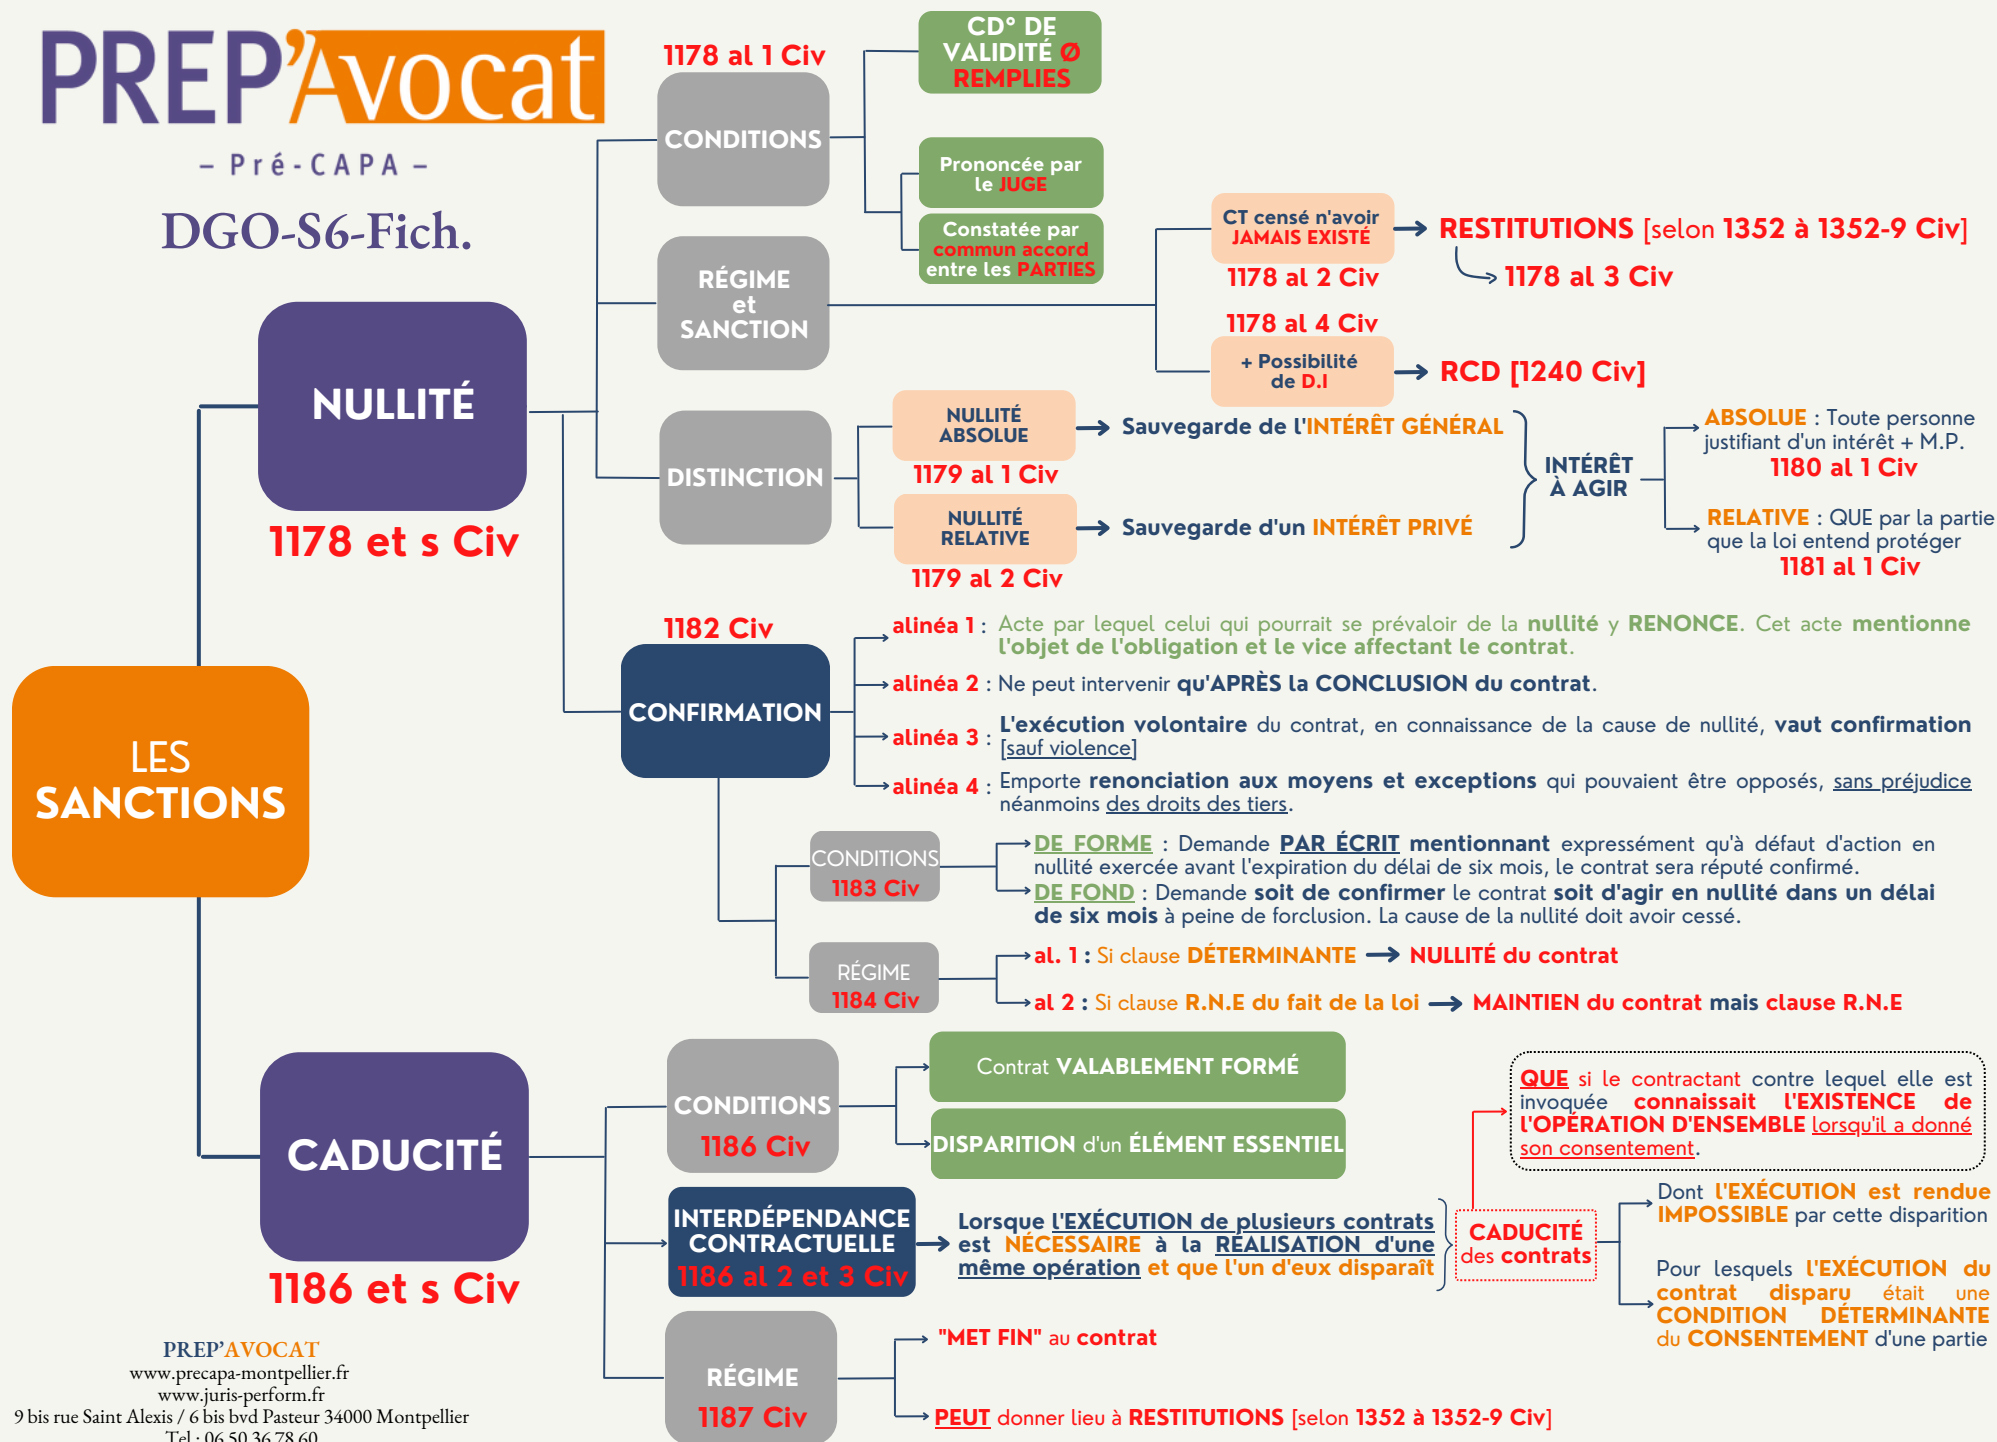 PREP'Avocat
– Pré-CAPA –
DGO-S6-Fich.
LES
SANCTIONS
NULLITÉ
1178 et s Civ
1178 al 1 Civ
CONDITIONS
CD° DE
VALIDITÉ Ø
REMPLIES
Prononcée par
le JUGE
Constatée par
commun accord
entre les PARTIES
RÉGIME
et
SANCTION
CT censé n'avoir
JAMAIS EXISTÉ
1178 al 2 Civ
RESTITUTIONS [selon 1352 à 1352-9 Civ]
1178 al 3 Civ
1178 al 4 Civ
+ Possibilité
de D.I
RCD [1240 Civ]
DISTINCTION
NULLITÉ
ABSOLUE
1179 al 1 Civ
Sauvegarde de l'INTÉRÊT GÉNÉRAL
NULLITÉ
RELATIVE
1179 al 2 Civ
Sauvegarde d'un INTÉRÊT PRIVÉ
INTÉRÊT
À AGIR
ABSOLUE : Toute personne
justifiant d'un intérêt + M.P.
1180 al 1 Civ
RELATIVE : QUE par la partie
que la loi entend protéger
1181 al 1 Civ
1182 Civ
CONFIRMATION
alinéa 1 : Acte par lequel celui qui pourrait se prévaloir de la nullité y RENONCE. Cet acte mentionne
l'objet de l'obligation et le vice affectant le contrat.
alinéa 2 : Ne peut intervenir qu'APRÈS la CONCLUSION du contrat.
alinéa 3 : L'exécution volontaire du contrat, en connaissance de la cause de nullité, vaut confirmation
[sauf violence]
alinéa 4 : Emporte renonciation aux moyens et exceptions qui pouvaient être opposés, sans préjudice
néanmoins des droits des tiers.
CONDITIONS
1183 Civ
DE FORME : Demande PAR ÉCRIT mentionnant expressément qu'à défaut d'action en
nullité exercée avant l'expiration du délai de six mois, le contrat sera réputé confirmé.
DE FOND : Demande soit de confirmer le contrat soit d'agir en nullité dans un délai
de six mois à peine de forclusion. La cause de la nullité doit avoir cessé.
RÉGIME
1184 Civ
al. 1 : Si clause DÉTERMINANTE NULLITÉ du contrat
al 2 : Si clause R.N.E du fait de la loi MAINTIEN du contrat mais clause R.N.E
CADUCITÉ
1186 et s Civ
CONDITIONS
1186 Civ
Contrat VALABLEMENT FORMÉ
DISPARITION d'un ÉLÉMENT ESSENTIEL
INTERDÉPENDANCE
CONTRACTUELLE
1186 al 2 et 3 Civ
Lorsque l'EXÉCUTION de plusieurs contrats
est NÉCESSAIRE à la RÉALISATION d'une
même opération et que l'un d'eux disparaît
CADUCITÉ
des contrats
QUE si le contractant contre lequel elle est
invoquée connaissait l'EXISTENCE de
l'OPÉRATION D'ENSEMBLE lorsqu'il a donné
son consentement.
Dont l'EXÉCUTION est rendue
IMPOSSIBLE par cette disparition
Pour lesquels l'EXÉCUTION du
contrat disparu était une
CONDITION DÉTERMINANTE
du CONSENTEMENT d'une partie
RÉGIME
1187 Civ
"MET FIN" au contrat
PEUT donner lieu à RESTITUTIONS [selon 1352 à 1352-9 Civ]
PREP'AVOCAT
www.precapa-montpellier.fr
www.juris-perform.fr
9 bis rue Saint Alexis / 6 bis bvd Pasteur 34000 Montpellier
Tel : 06 50 36 78 60